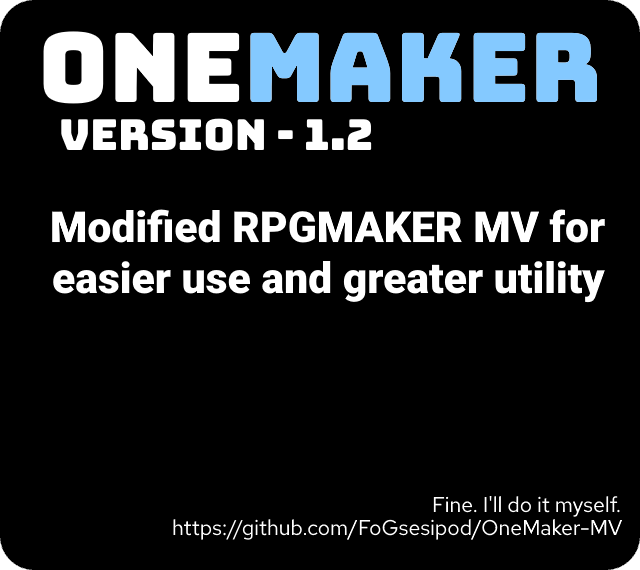 ONEMAKER
VERSION - 1.2
Modified RPGMAKER MV for
easier use and greater utility
Fine. I'll do it myself.
https://github.com/FoGsesipod/OneMaker-MV